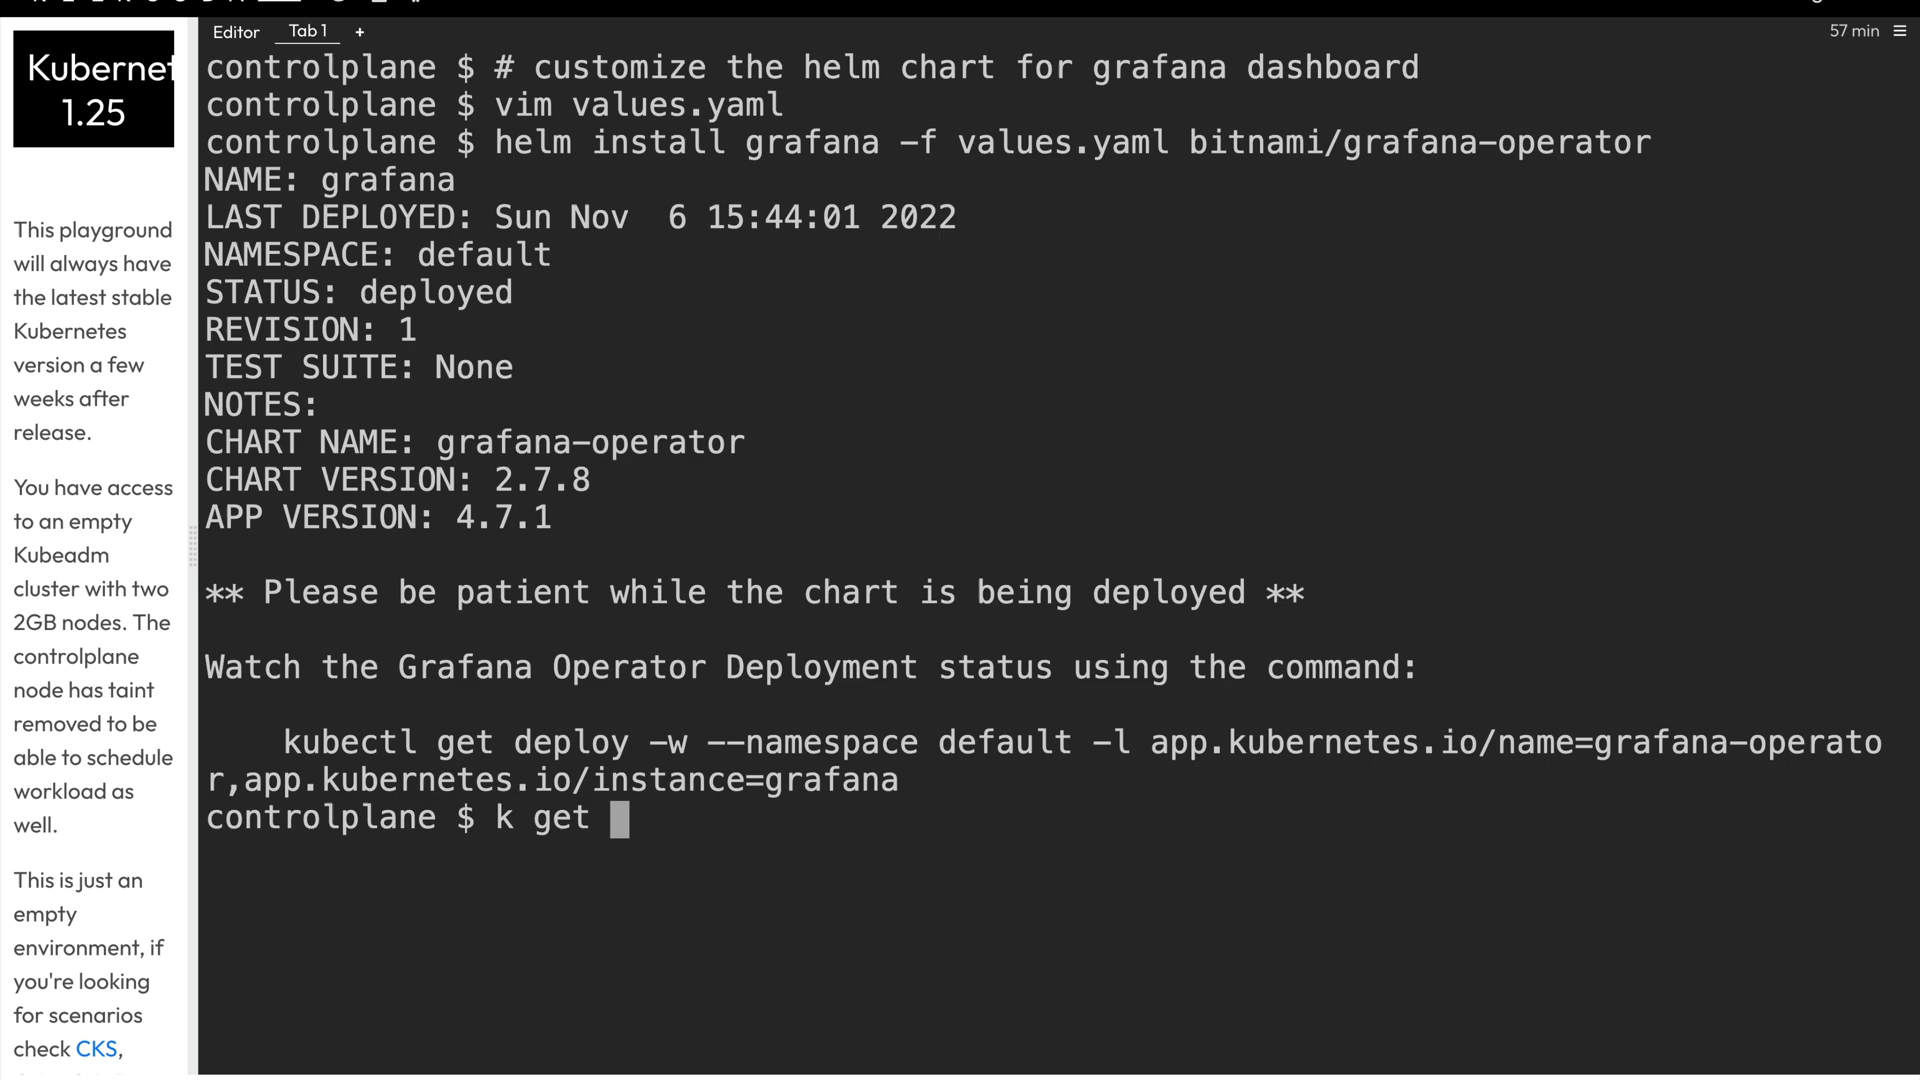 Editor Tab 1 + 57 min
Kubernet
1.25
This playground
will always have
the latest stable
Kubernetes
version a few
weeks after
release.
You have access
to an empty
Kubeadm
cluster with two
2GB nodes. The
controlplane
node has taint
removed to be
able to schedule
workload as
well.
This is just an
empty
environment, if
you're looking
for scenarios
check CKS,
controlplane $ # customize the helm chart for grafana dashboard
controlplane $ vim values.yaml
controlplane $ helm install grafana -f values.yaml bitnami/grafana-operator
NAME: grafana
LAST DEPLOYED: Sun Nov  6 15:44:01 2022
NAMESPACE: default
STATUS: deployed
REVISION: 1
TEST SUITE: None
NOTES:
CHART NAME: grafana-operator
CHART VERSION: 2.7.8
APP VERSION: 4.7.1
** Please be patient while the chart is being deployed **
Watch the Grafana Operator Deployment status using the command:
kubectl get deploy -w --namespace default -l app.kubernetes.io/name=grafana-operato
r,app.kubernetes.io/instance=grafana
controlplane $ k get